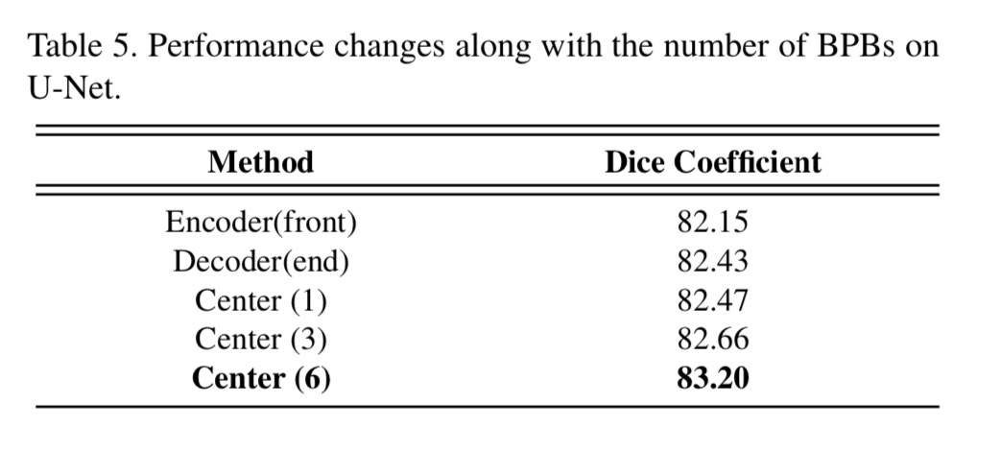 Table 5. Performance changes along with the number of BPBs on
U-Net.
Method Dice Coefficient
Encoder(front) 82.15
Decoder(end) 82.43
Center (1) 82.47
Center (3) 82.66
Center (6) 83.20